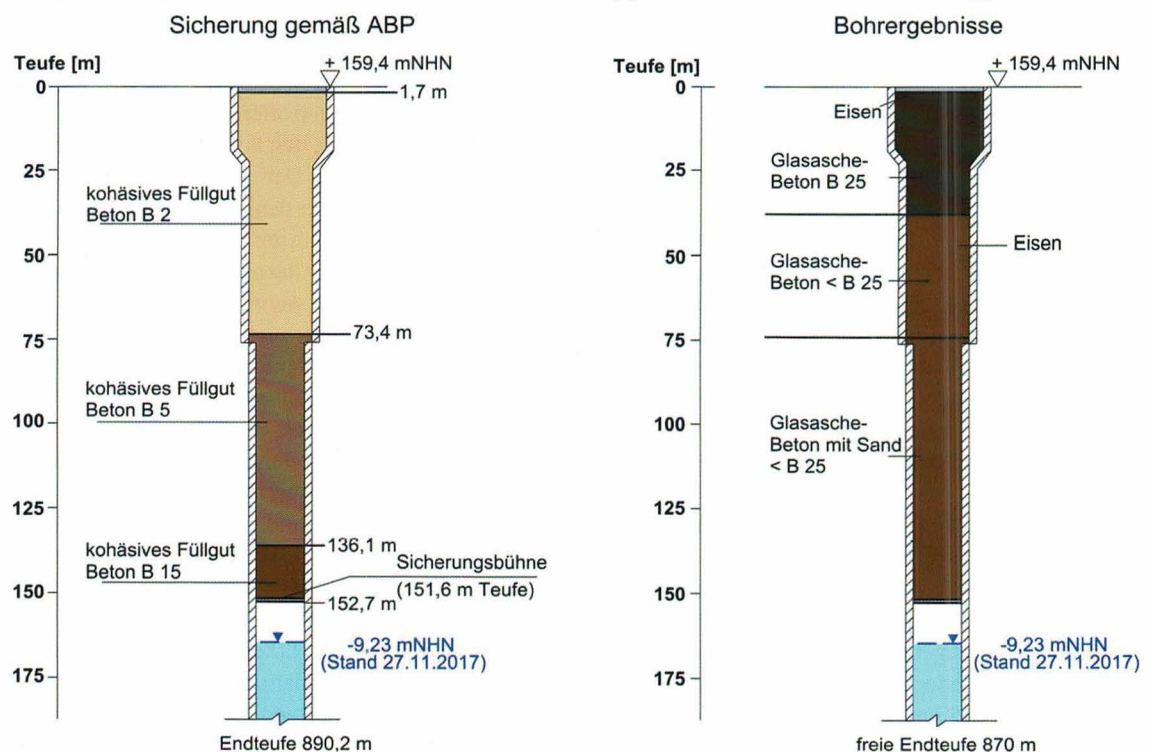 Sicherung gemäß ABP
Teufe [m]
+ 159,4 mNHN
0
1,7 m
25
kohäsives Füllgut
Beton B 2
50
75
73,4 m
kohäsives Füllgut
Beton B 5
100
125
136,1 m
kohäsives Füllgut
Beton B 15
Sicherungsbühne
(151,6 m Teufe)
150
152,7 m
-9,23 mNHN
(Stand 27.11.2017)
175
Endteufe 890,2 m
Bohrergebnisse
Teufe [m]
+ 159,4 mNHN
0
Eisen
Glasasche-
Beton B 25
25
Eisen
50
Glasasche-
Beton < B 25
75
100
Glasasche-
Beton mit Sand
< B 25
125
150
-9,23 mNHN
(Stand 27.11.2017)
175
freie Endteufe 870 m